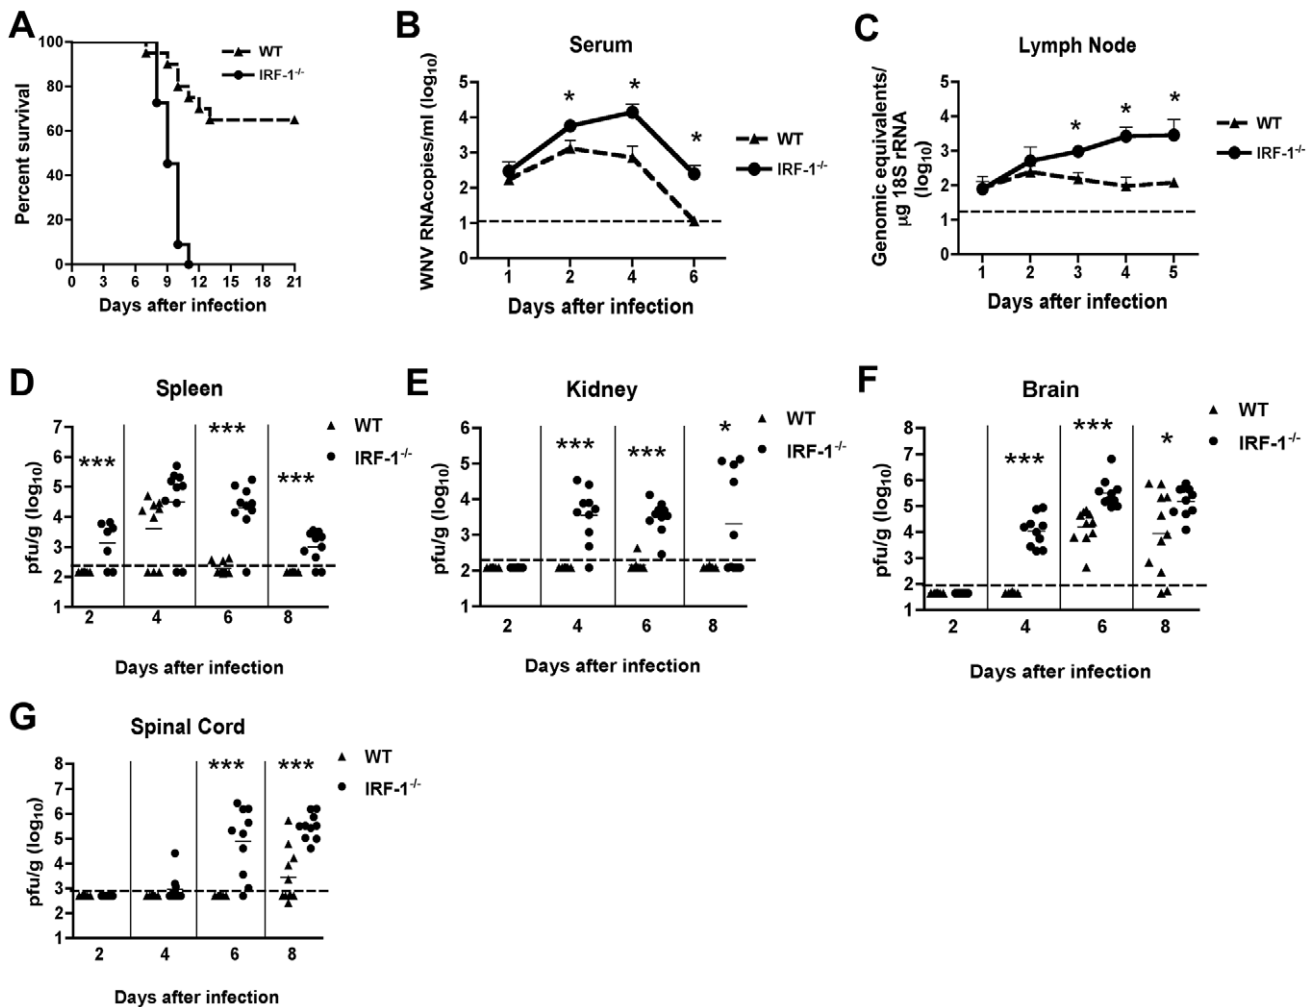 A
Percent survival
100
80
60
40
20
0
0 3 6 9 12 15 18 21
Days after infection
WT
IRF-1-/-
B
Serum
WNV RNAcopies/ml (log10)
5
4
3
2
1
0
* * *
1 2 4 6
Days after infection
WT
IRF-1-/-
C
Lymph Node
Genomic equivalents/
µg 18S rRNA
(log10)
5
4
3
2
1
0
* * *
1 2 3 4 5
Days after infection
WT
IRF-1-/-
D
Spleen
pfu/g (log10)
7
6
5
4
3
2
1
*** *** ***
2 4 6 8
Days after infection
WT
IRF-1-/-
E
Kidney
pfu/g (log10)
6
5
4
3
2
1
*** *** *
2 4 6 8
Days after infection
WT
IRF-1-/-
F
Brain
pfu/g (log10)
8
7
6
5
4
3
2
1
*** *** *
2 4 6 8
Days after infection
WT
IRF-1-/-
G
Spinal Cord
pfu/g (log10)
8
7
6
5
4
3
2
1
*** ***
2 4 6 8
Days after infection
WT
IRF-1-/-